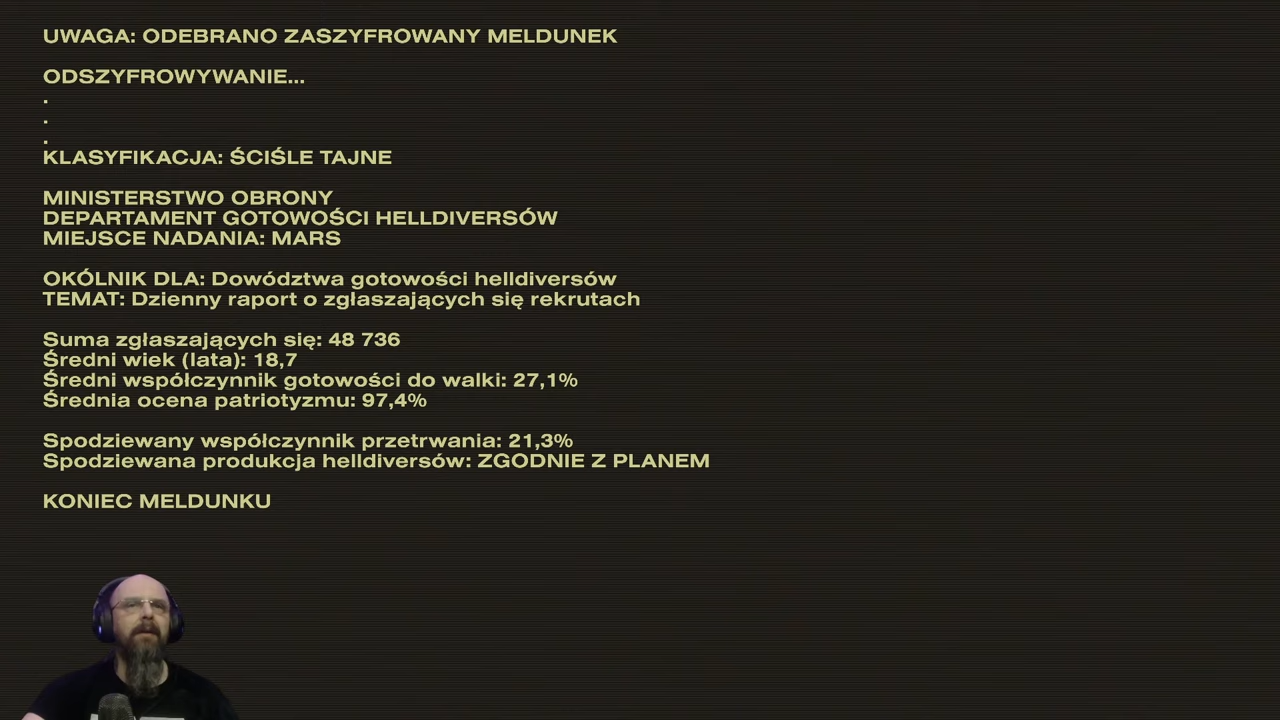 UWAGA: ODEBRANO ZASZYFROWANY MELDUNEK
ODSZYFROWYWANIE...
.
.
.
KLASYFIKACJA: ŚCIŚLE TAJNE
MINISTERSTWO OBRONY
DEPARTAMENT GOTOWOŚCI HELLDIVERSÓW
MIEJSCE NADANIA: MARS
OKÓLNIK DLA: Dowództwa gotowości helldiversów
TEMAT: Dzienny raport o zgłaszających się rekrutach
Suma zgłaszających się: 48 736
Średni wiek (lata): 18,7
Średni współczynnik gotowości do walki: 27,1%
Średnia ocena patriotyzmu: 97,4%
Spodziewany współczynnik przetrwania: 21,3%
Spodziewana produkcja helldiversów: ZGODNIE Z PLANEM
KONIEC MELDUNKU